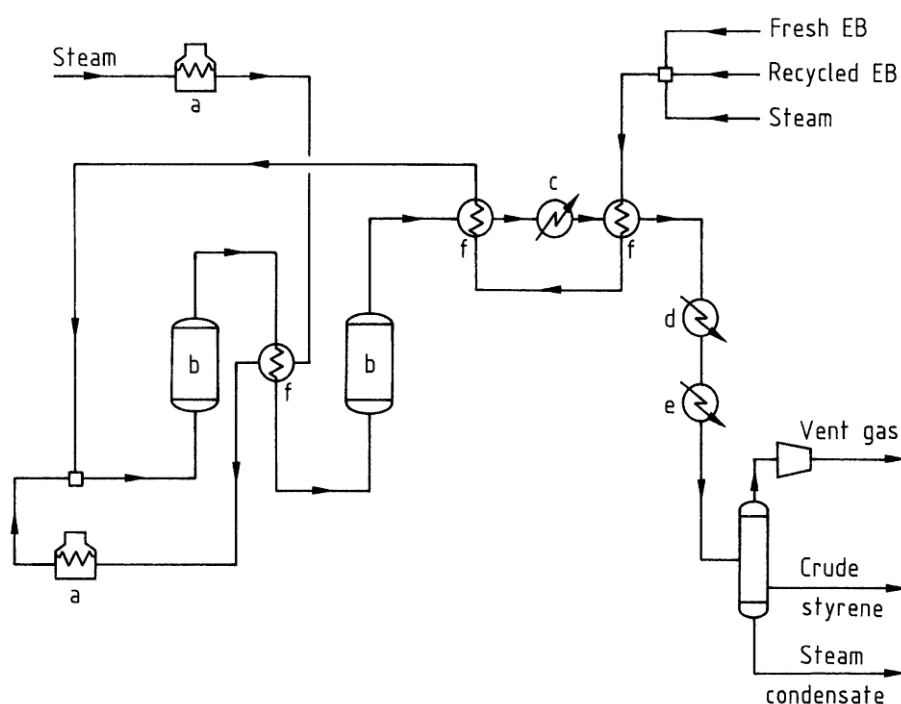 Fresh EB
Steam
Recycled EB
a
Steam
c
f
f
d
b
f
b
e
Vent gas
a
Crude
styrene
Steam
condensate